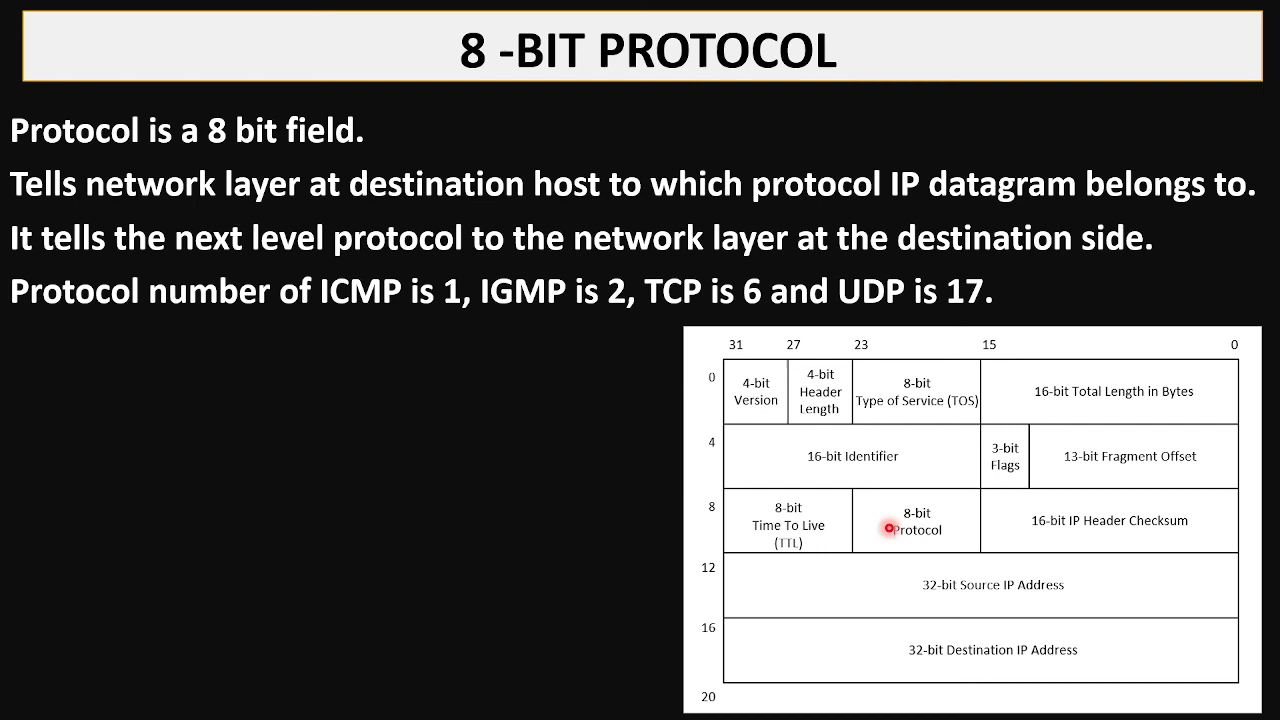 8 -BIT PROTOCOL
Protocol is a 8 bit field.
Tells network layer at destination host to which protocol IP datagram belongs to.
It tells the next level protocol to the network layer at the destination side.
Protocol number of ICMP is 1, IGMP is 2, TCP is 6 and UDP is 17.
31 27 23 15 0
0
4-bit
Version
4-bit
Header
Length
8-bit
Type of Service (TOS)
16-bit Total Length in Bytes
4
16-bit Identifier
3-bit
Flags
13-bit Fragment Offset
8
8-bit
Time To Live
(TTL)
8-bit
Protocol
16-bit IP Header Checksum
12
32-bit Source IP Address
16
32-bit Destination IP Address
20